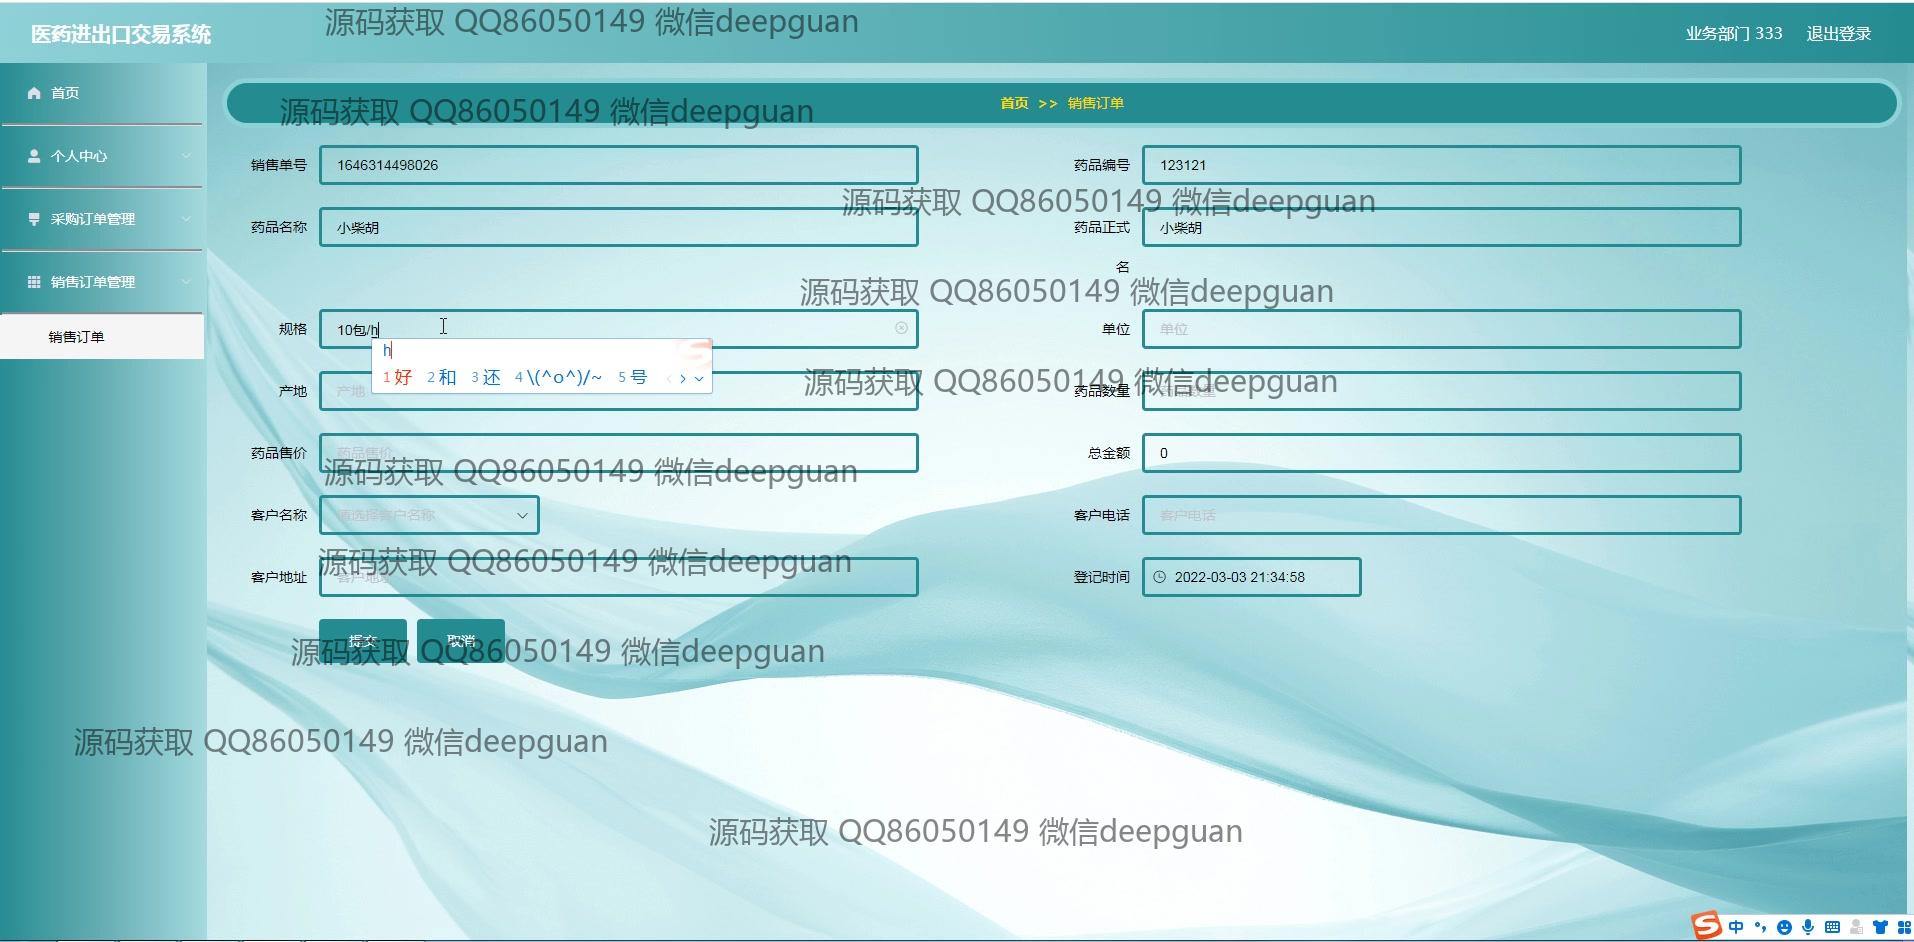 医药进出口交易系统
源码获取 QQ86050149 微信deepguan
业务部门 333
退出登录
首页
个人中心
采购订单管理
销售订单管理
销售订单
源码获取 QQ86050149 微信deepguan
首页 >> 销售订单
销售单号 1646314498026
药品编号 123121
源码获取 QQ86050149 微信deepguan
药品名称 小柴胡
药品正式名 小柴胡
源码获取 QQ86050149 微信deepguan
规格 10包/h
单位 单位
h
1 好 2 和 3 还 4 \(^o^)/~ 5 号
产地 产地
药品数量 药品数量
源码获取 QQ86050149 微信deepguan
药品售价 药品售价
总金额 0
源码获取 QQ86050149 微信deepguan
客户名称 请选择客户名称
客户电话 客户电话
源码获取 QQ86050149 微信deepguan
客户地址 客户地址
登记时间 2022-03-03 21:34:58
提交 取消
源码获取 QQ86050149 微信deepguan
源码获取 QQ86050149 微信deepguan
源码获取 QQ86050149 微信deepguan
S 中